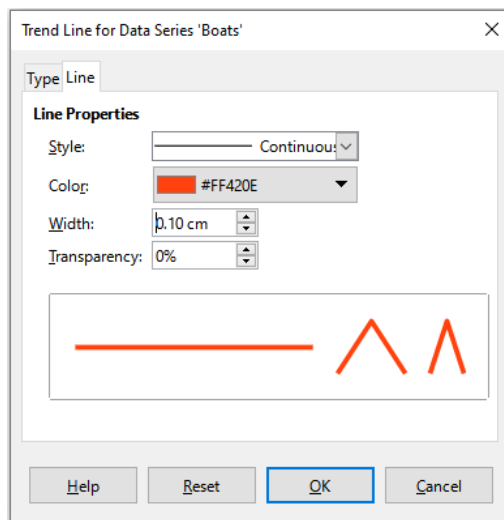 Trend Line for Data Series 'Boats'
Type Line
Line Properties
Style: Continuous
Color: #FF420E
Width: 0.10 cm
Transparency: 0%
Help Reset OK Cancel